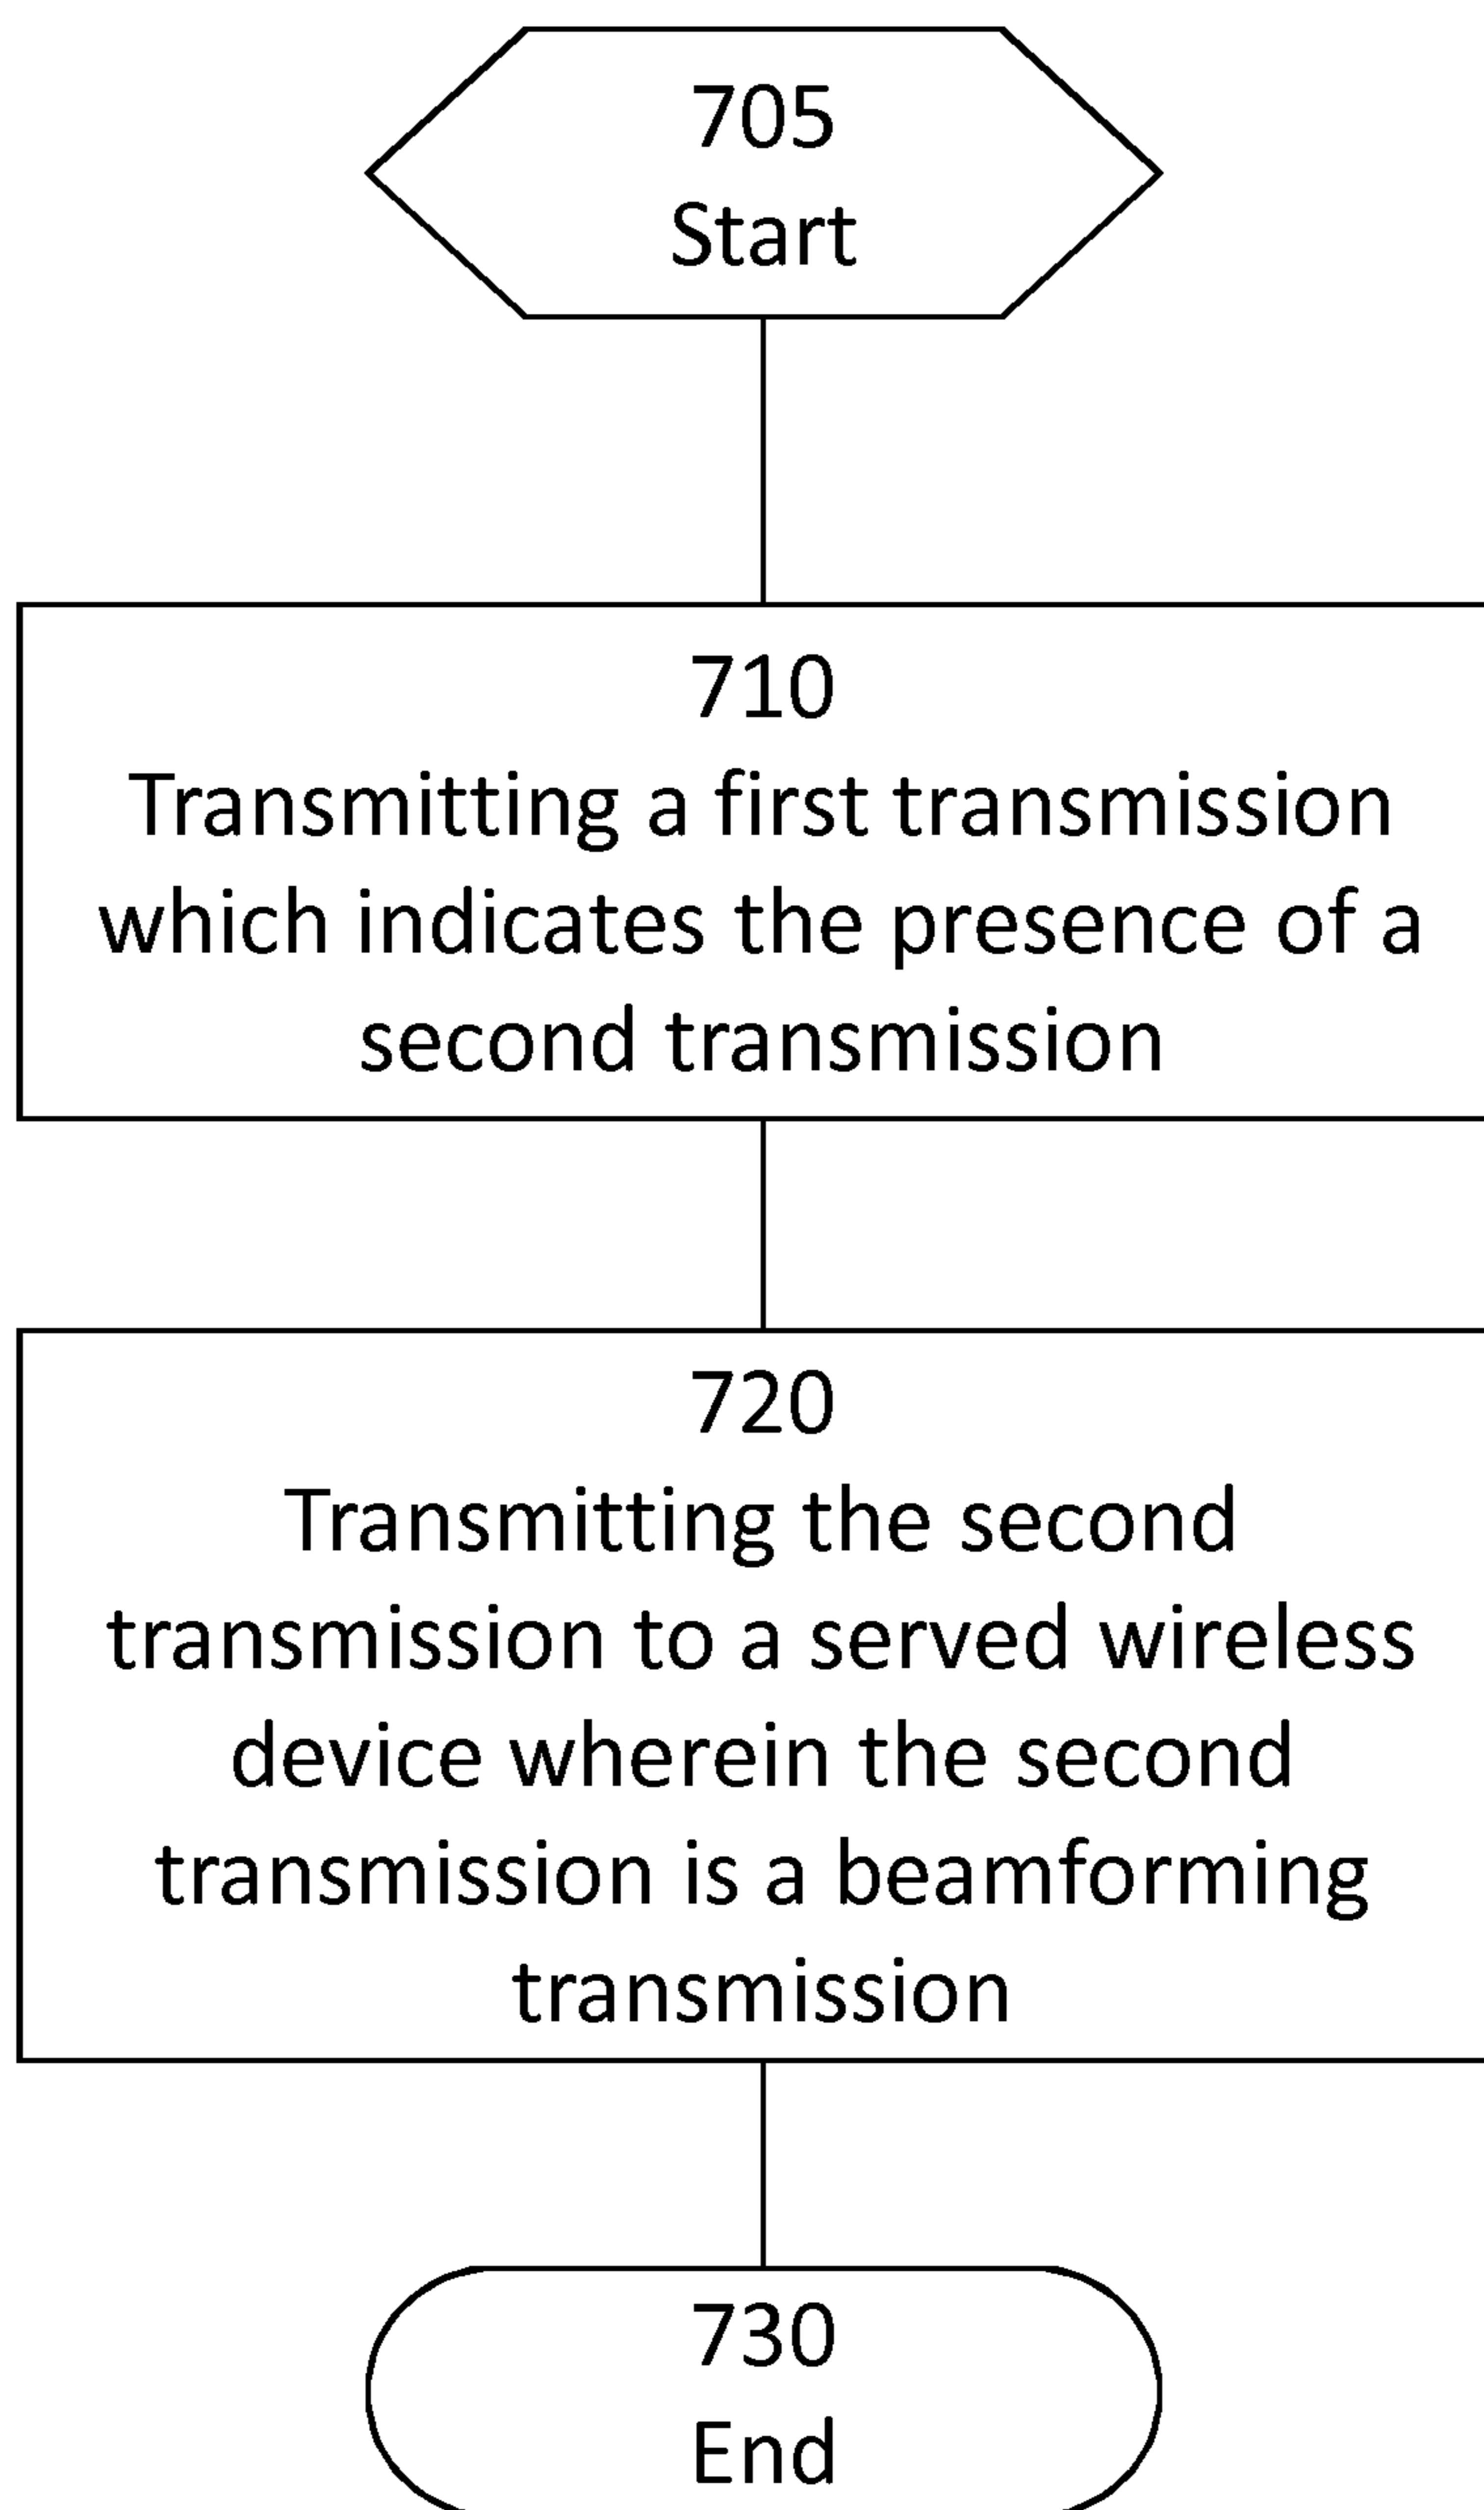 705
Start
710
Transmitting a first transmission
which indicates the presence of a
second transmission
720
Transmitting the second
transmission to a served wireless
device wherein the second
transmission is a beamforming
transmission
730
End